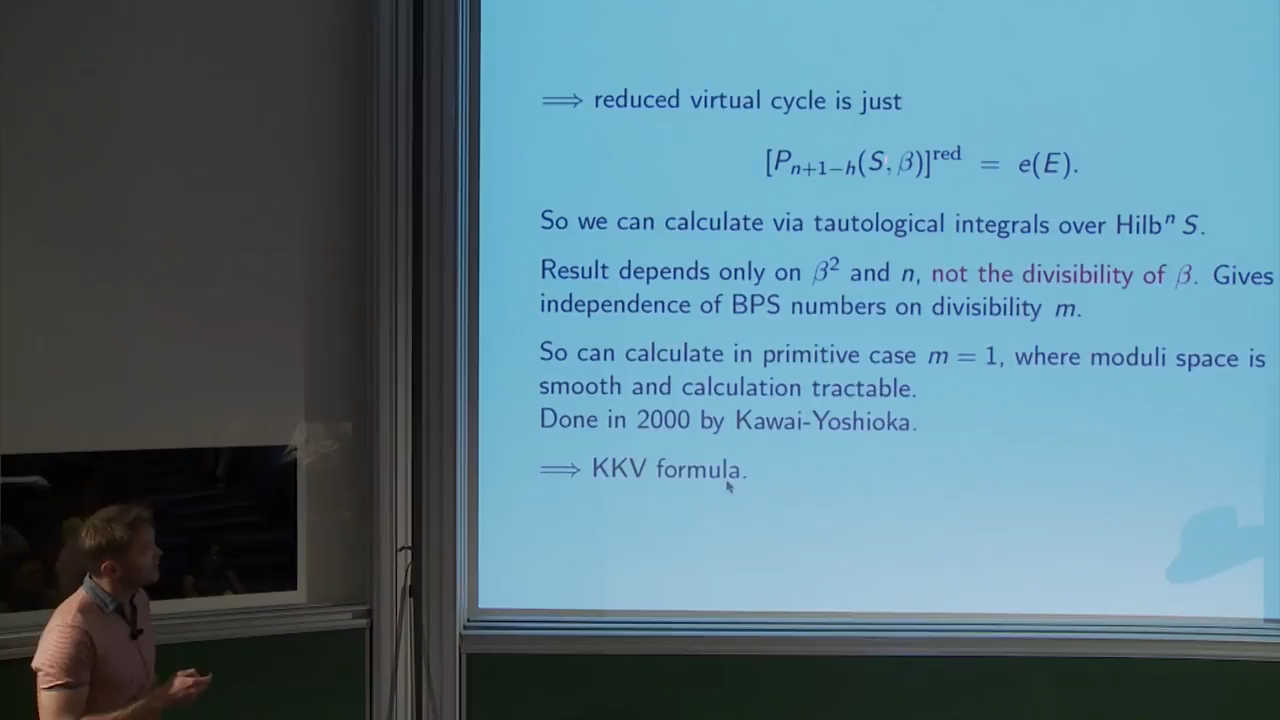 ⟹ reduced virtual cycle is just
[P_{n+1−h}(S, β)]^{red} = e(E).
So we can calculate via tautological integrals over Hilbⁿ S.
Result depends only on β² and n, not the divisibility of β. Gives
independence of BPS numbers on divisibility m.
So can calculate in primitive case m = 1, where moduli space is
smooth and calculation tractable.
Done in 2000 by Kawai-Yoshioka.
⟹ KKV formula.